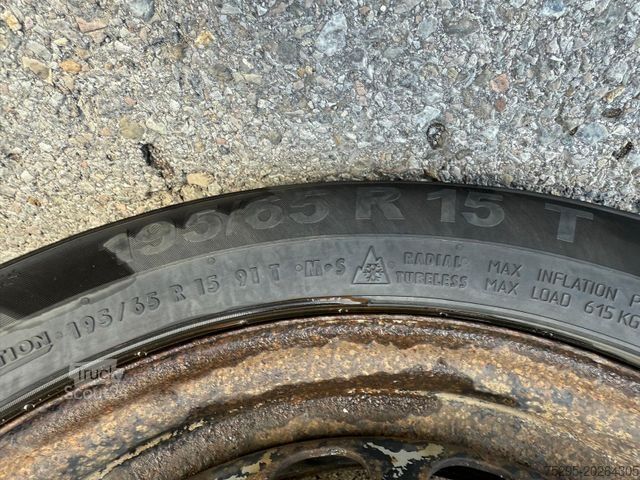 195/65 R 15 T
TION · 195/65 R 15 91 T · M · S
RADIAL
TUBELESS
MAX INFLATION P
MAX LOAD 615 KG
Truck
Scout
75295-20284305